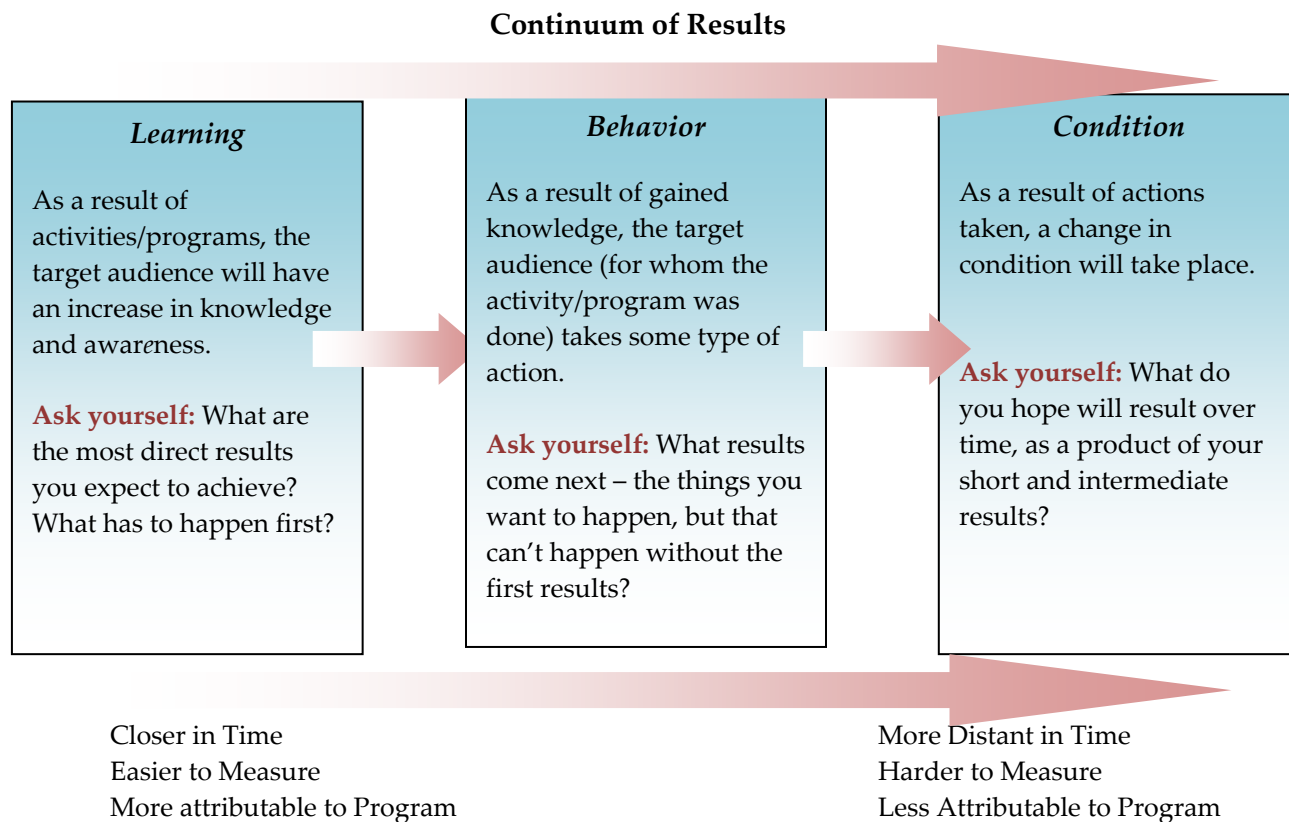 Continuum of Results
Learning
As a result of
activities/programs, the
target audience will have
an increase in knowledge
and awareness.
Ask yourself: What are
the most direct results
you expect to achieve?
What has to happen first?
Behavior
As a result of gained
knowledge, the target
audience (for whom the
activity/program was
done) takes some type of
action.
Ask yourself: What results
come next – the things you
want to happen, but that
can’t happen without the
first results?
Condition
As a result of actions
taken, a change in
condition will take place.
Ask yourself: What do
you hope will result over
time, as a product of your
short and intermediate
results?
Closer in Time
Easier to Measure
More attributable to Program
More Distant in Time
Harder to Measure
Less Attributable to Program